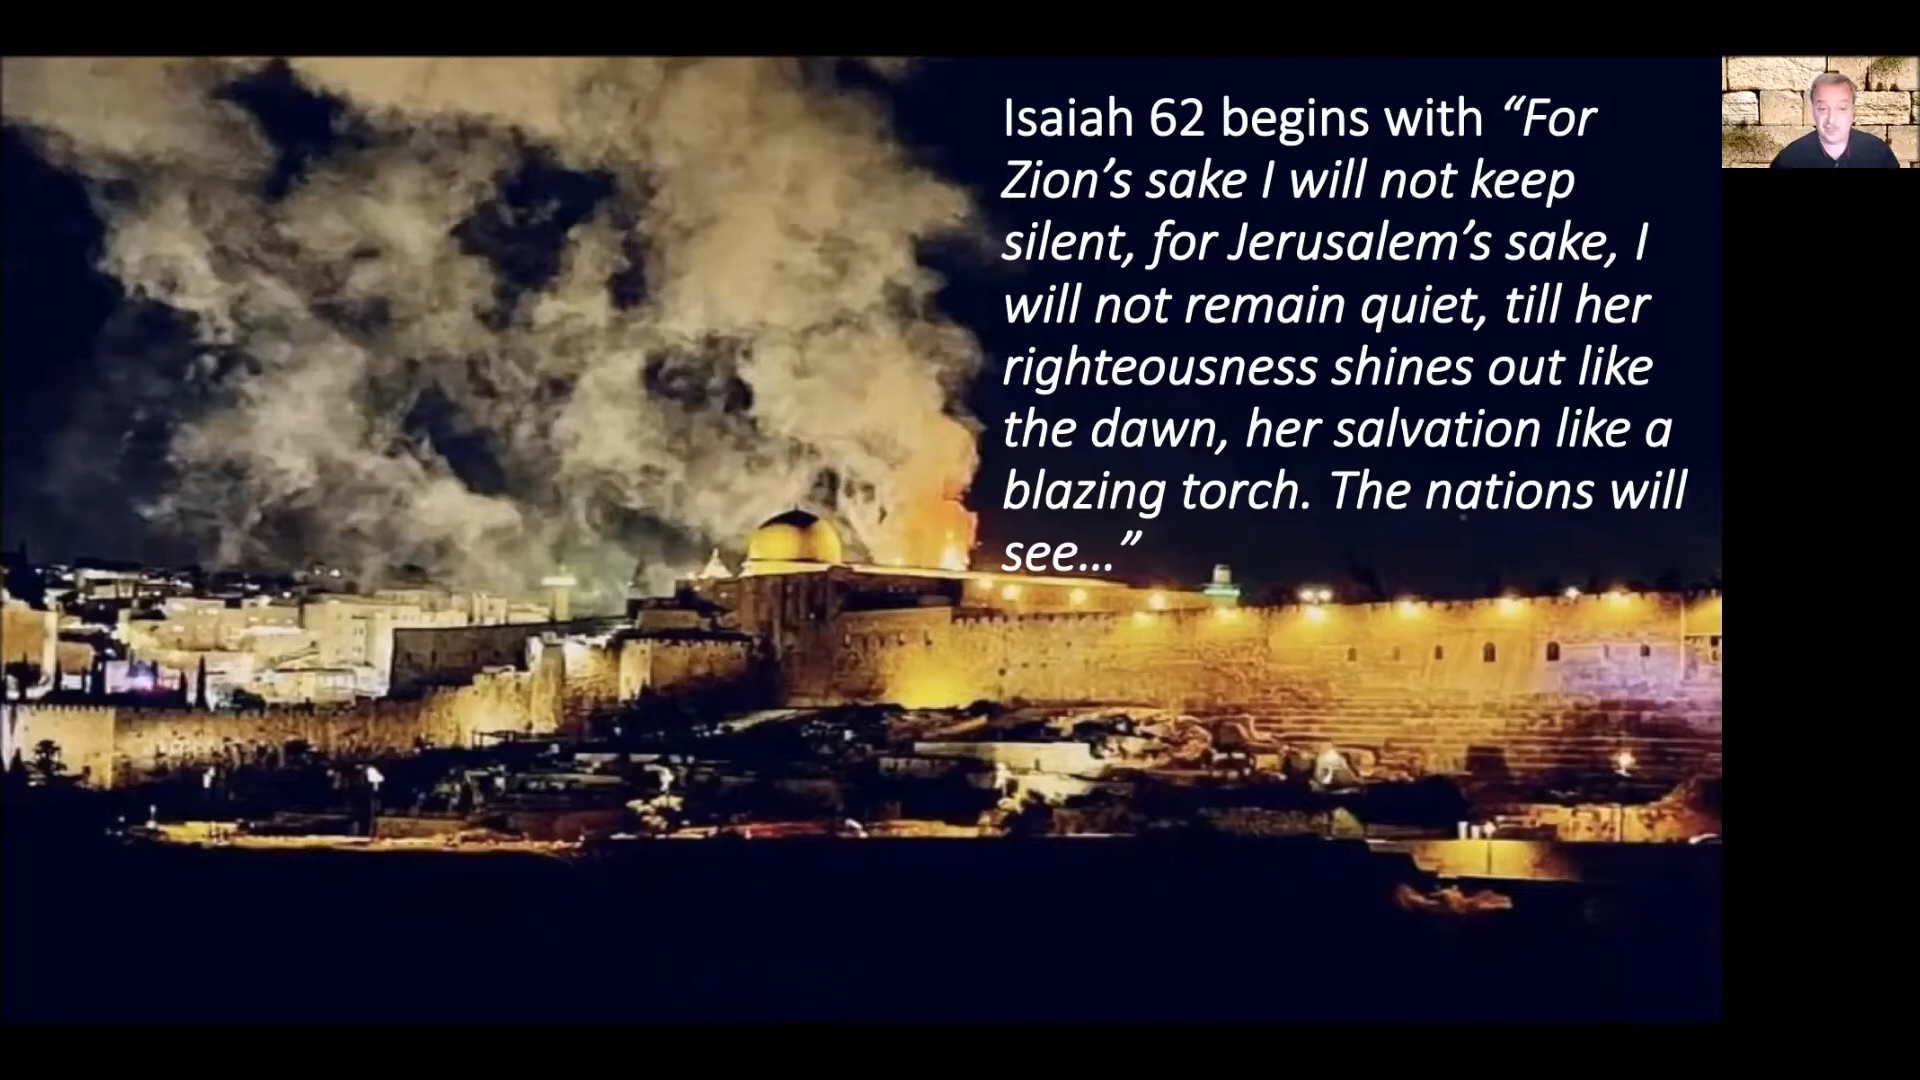 Isaiah 62 begins with “For
Zion’s sake I will not keep
silent, for Jerusalem’s sake, I
will not remain quiet, till her
righteousness shines out like
the dawn, her salvation like a
blazing torch. The nations will
see…”